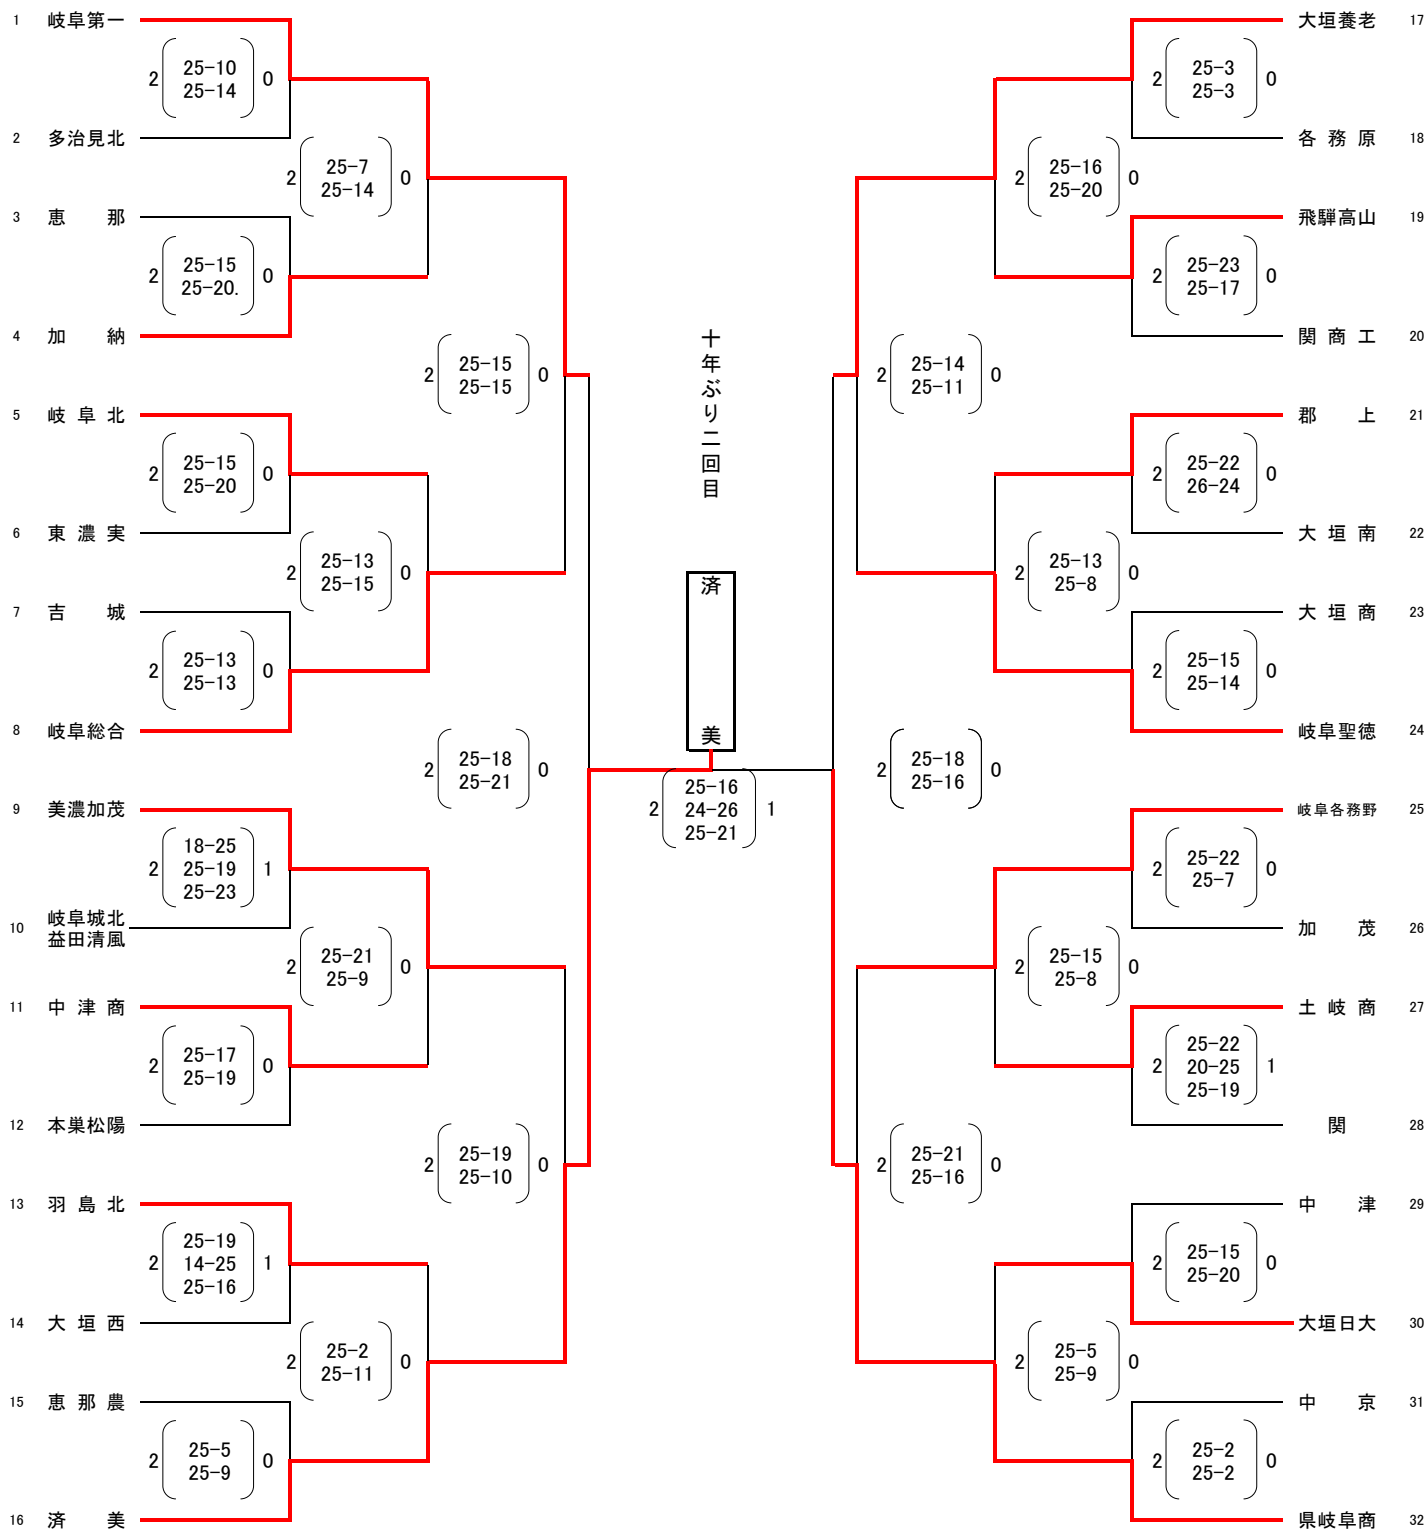 1 岐阜第一
2 25-10 0
25-14
2 多治見北
2 25-7 0
25-14
3 恵 那
2 25-15 0
25-20.
4 加 納
2 25-15 0
25-15
5 岐 阜 北
2 25-15 0
25-20
6 東 濃 実
2 25-13 0
25-15
7 吉 城
2 25-13 0
25-13
8 岐阜総合
2 25-18 0
25-21
9 美濃加茂
2 18-25 1
25-19
25-23
10 岐阜城北
益田清風
2 25-21 0
25-9
11 中 津 商
2 25-17 0
25-19
12 本巣松陽
2 25-19 0
25-10
13 羽 島 北
2 25-19 1
14-25
25-16
14 大 垣 西
2 25-2 0
25-11
15 恵 那 農
2 25-5 0
25-9
16 済 美
十年ぶり二回目
済 美
2 25-16 1
24-26
25-21
大垣養老 17
2 25-3 0
25-3
各 務 原 18
2 25-16 0
25-20
飛騨高山 19
2 25-23 0
25-17
関 商 工 20
2 25-14 0
25-11
郡 上 21
2 25-22 0
26-24
大 垣 南 22
2 25-13 0
25-8
大 垣 商 23
2 25-15 0
25-14
岐阜聖徳 24
2 25-18 0
25-16
岐阜各務野 25
2 25-22 0
25-7
加 茂 26
2 25-15 0
25-8
土 岐 商 27
2 25-22 1
20-25
25-19
関 28
2 25-21 0
25-16
中 津 29
2 25-15 0
25-20
大垣日大 30
2 25-5 0
25-9
中 京 31
2 25-2 0
25-2
県岐阜商 32